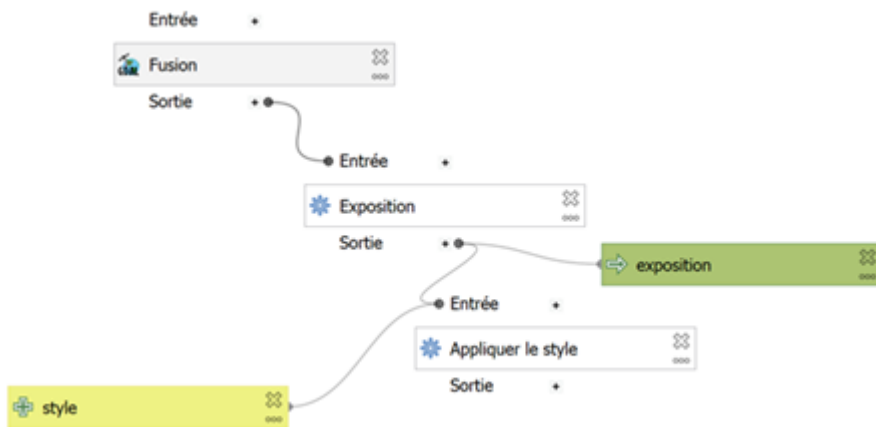 Entrée
Fusion
Sortie
Entrée
Exposition
Sortie
exposition
Entrée
Appliquer le style
Sortie
style